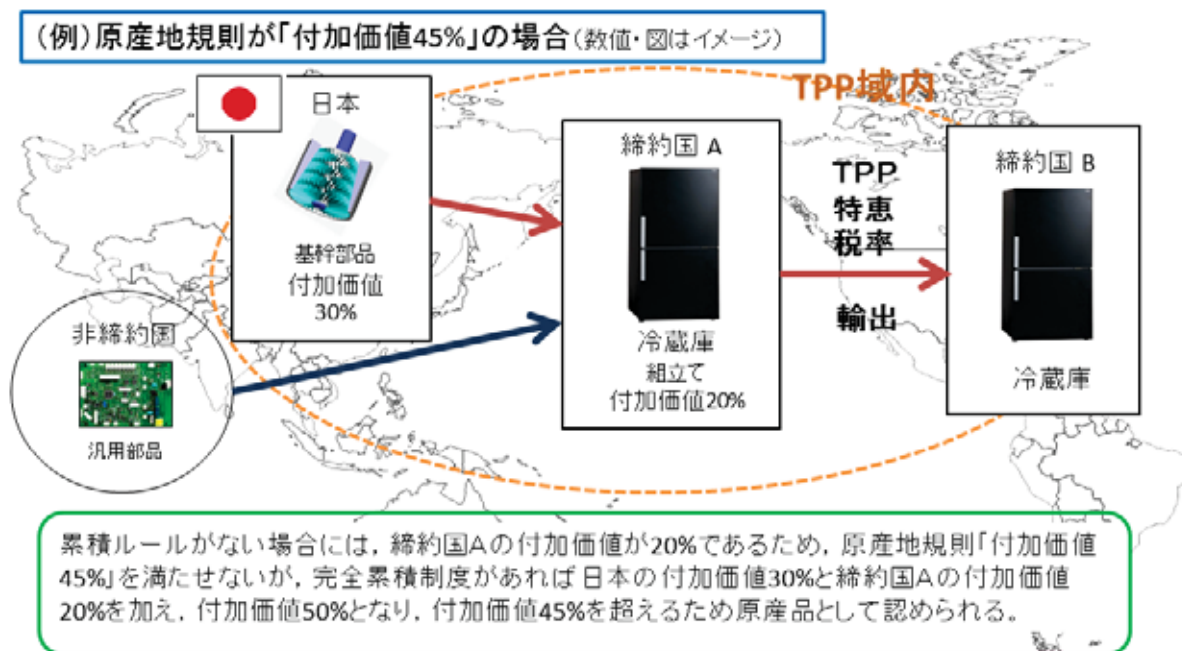 (例)原産地規則が「付加価値45%」の場合(数値・図はイメージ)
TPP域内
日本
基幹部品
付加価値
30%
非締約国
汎用部品
締約国 A
冷蔵庫
組立て
付加価値20%
TPP
特恵
税率
輸出
締約国 B
冷蔵庫
累積ルールがない場合には，締約国Aの付加価値が20%であるため，原産地規則「付加価値
45%」を満たせないが，完全累積制度があれば日本の付加価値30%と締約国Aの付加価値
20%を加え，付加価値50%となり，付加価値45%を超えるため原産品として認められる。